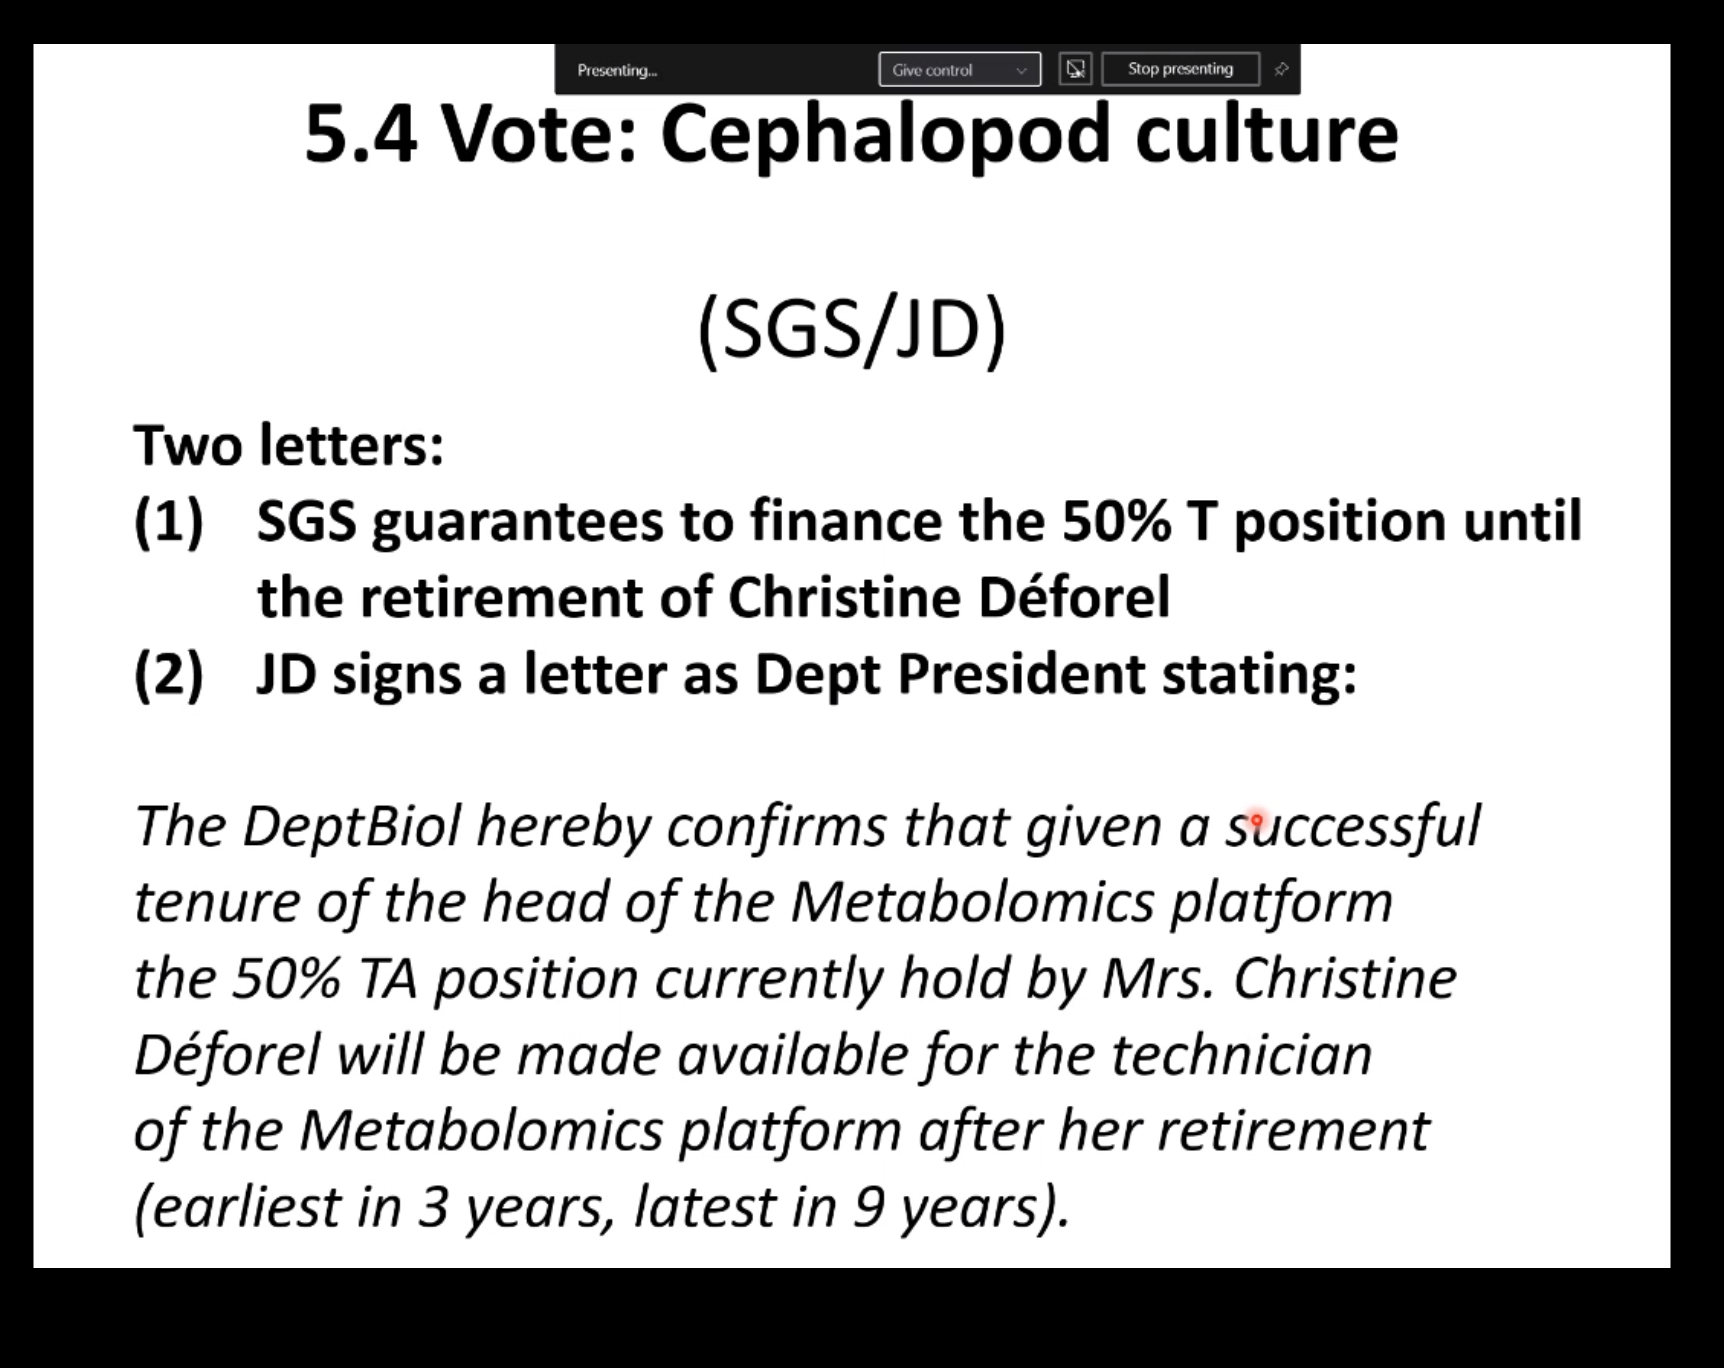 Presenting...
Give control
Stop presenting
5.4 Vote: Cephalopod culture
(SGS/JD)
Two letters:
(1) SGS guarantees to finance the 50% T position until
the retirement of Christine Déforel
(2) JD signs a letter as Dept President stating:
The DeptBiol hereby confirms that given a successful
tenure of the head of the Metabolomics platform
the 50% TA position currently hold by Mrs. Christine
Déforel will be made available for the technician
of the Metabolomics platform after her retirement
(earliest in 3 years, latest in 9 years).